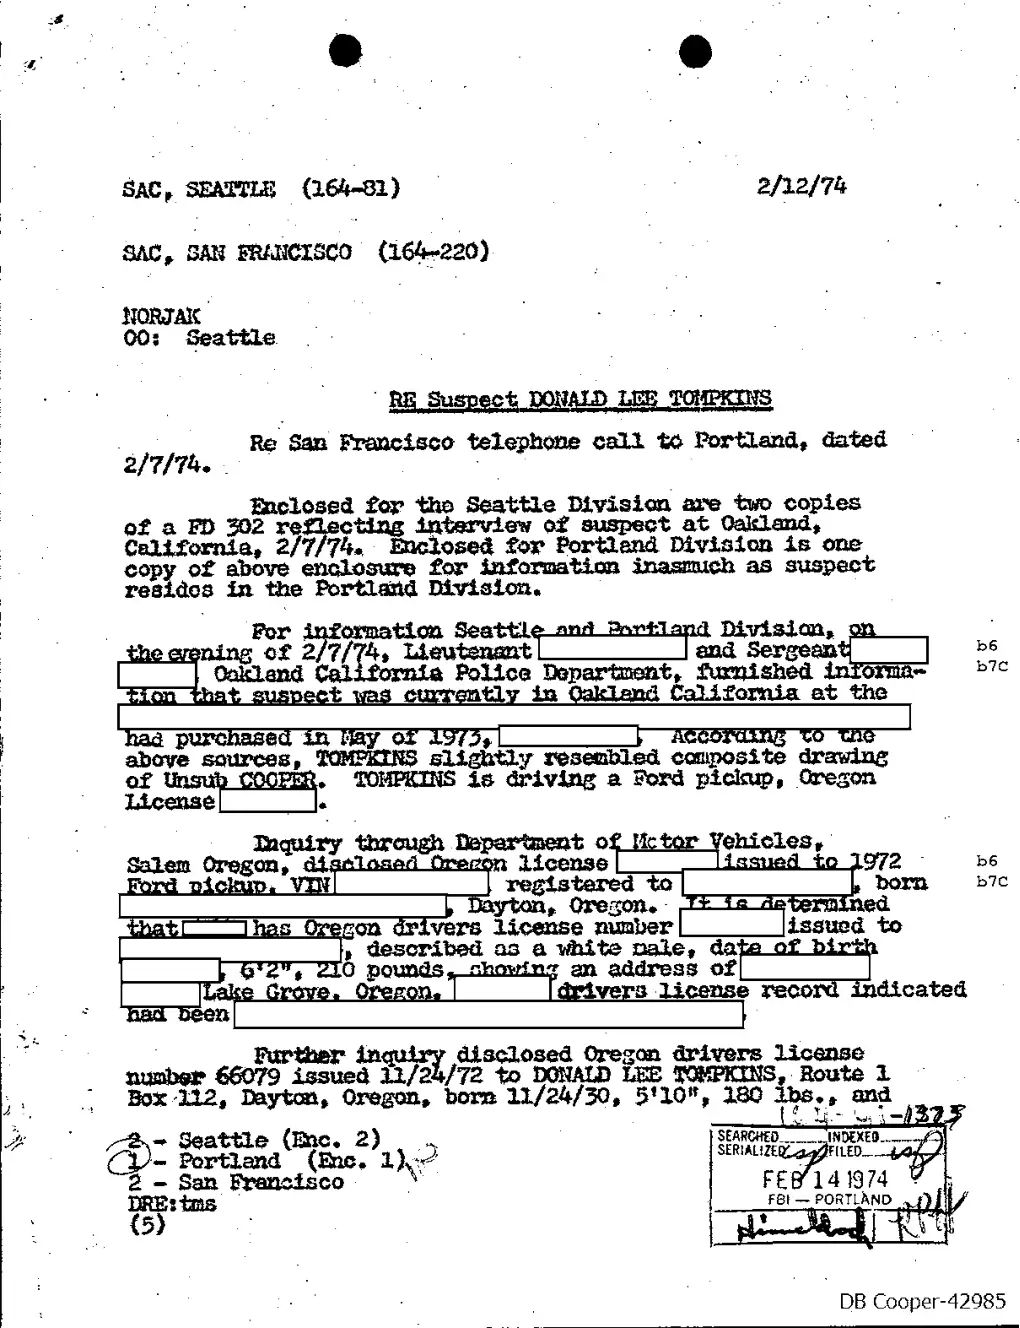 SAC, SEATTLE (164-81) 2/12/74
SAC, SAN FRANCISCO (164-220)
NORJAK
OO: Seattle
RE Suspect DONALD LEE TOMPKINS
Re San Francisco telephone call to Portland, dated
2/7/74.
Enclosed for the Seattle Division are two copies
of a FD 302 reflecting interview of suspect at Oakland,
California, 2/7/74. Enclosed for Portland Division is one
copy of above enclosure for information inasmuch as suspect
resides in the Portland Division.
For information Seattle and Portland Division, on
the evening of 2/7/74, Lieutenant and Sergeant b6
Oakland California Police Department, furnished informa- b7C
tion that suspect was currently in Oakland California at the
had purchased in May of 1973, According to the
above sources, TOMPKINS slightly resembled composite drawing
of Unsub COOPER. TOMPKINS is driving a Ford pickup, Oregon
License .
Inquiry through Department of Motor Vehicles,
Salem Oregon, disclosed Oregon license issued to 1972 b6
Ford pickup, VIN registered to , born b7C
, Dayton, Oregon. It is determined
that has Oregon drivers license number issued to
, described as a white male, date of birth
, 6'2", 210 pounds, showing an address of
Lake Grove, Oregon, drivers license record indicated
had been
Further inquiry disclosed Oregon drivers license
number 66079 issued 11/24/72 to DONALD LEE TOMPKINS, Route 1
Box 112, Dayton, Oregon, born 11/24/30, 5'10", 180 lbs., and
-1373
2 - Seattle (Enc. 2)
1 - Portland (Enc. 1)
2 - San Francisco
DRE:tms
(5)
SEARCHED INDEXED
SERIALIZED FILED
FEB 14 1974
FBI — PORTLAND
DB Cooper-42985